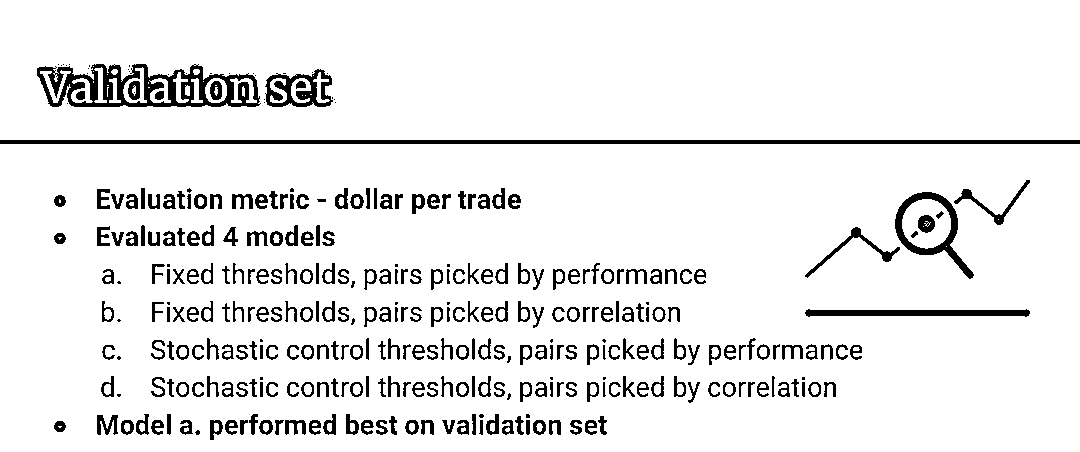 Validation set
• Evaluation metric - dollar per trade
• Evaluated 4 models
a. Fixed thresholds, pairs picked by performance
b. Fixed thresholds, pairs picked by correlation
c. Stochastic control thresholds, pairs picked by performance
d. Stochastic control thresholds, pairs picked by correlation
• Model a. performed best on validation set